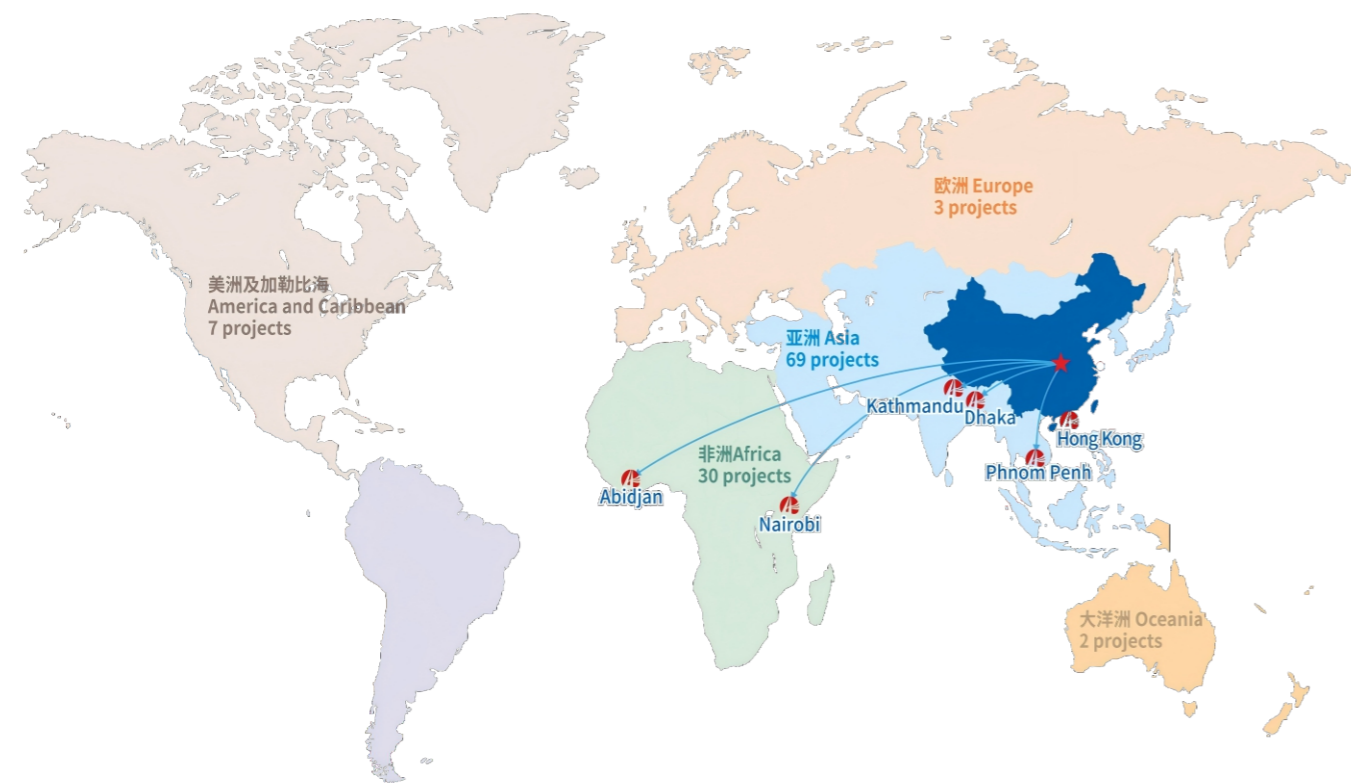 欧洲 Europe
3 projects
美洲及加勒比海
America and Caribbean
7 projects
亚洲 Asia
69 projects
Kathmandu
Dhaka
Hong Kong
非洲Africa
30 projects
Phnom Penh
Abidjan
Nairobi
大洋洲 Oceania
2 projects